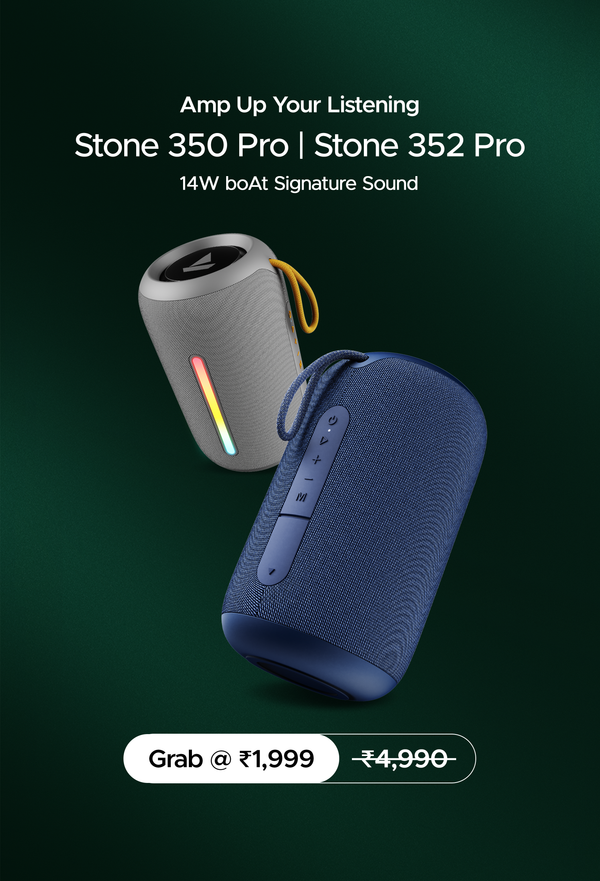 Amp Up Your Listening
Stone 350 Pro | Stone 352 Pro
14W boAt Signature Sound
M
Grab @ ₹1,999 ₹4,990